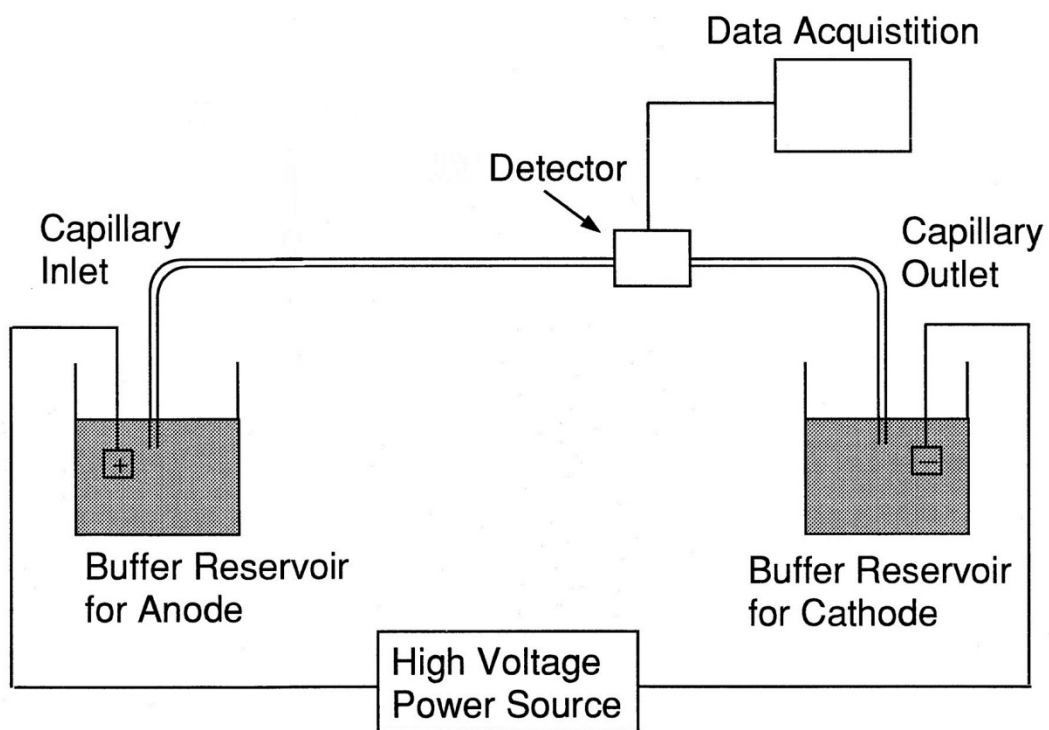 Data Acquistition
Detector
Capillary
Inlet
Capillary
Outlet
+
−
Buffer Reservoir
for Anode
Buffer Reservoir
for Cathode
High Voltage
Power Source